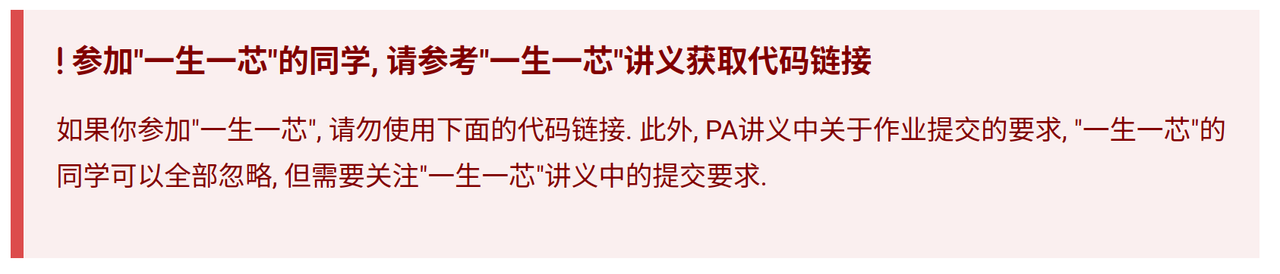 ! 参加"一生一芯"的同学, 请参考"一生一芯"讲义获取代码链接
如果你参加"一生一芯", 请勿使用下面的代码链接. 此外, PA讲义中关于作业提交的要求, "一生一芯"的
同学可以全部忽略, 但需要关注"一生一芯"讲义中的提交要求.